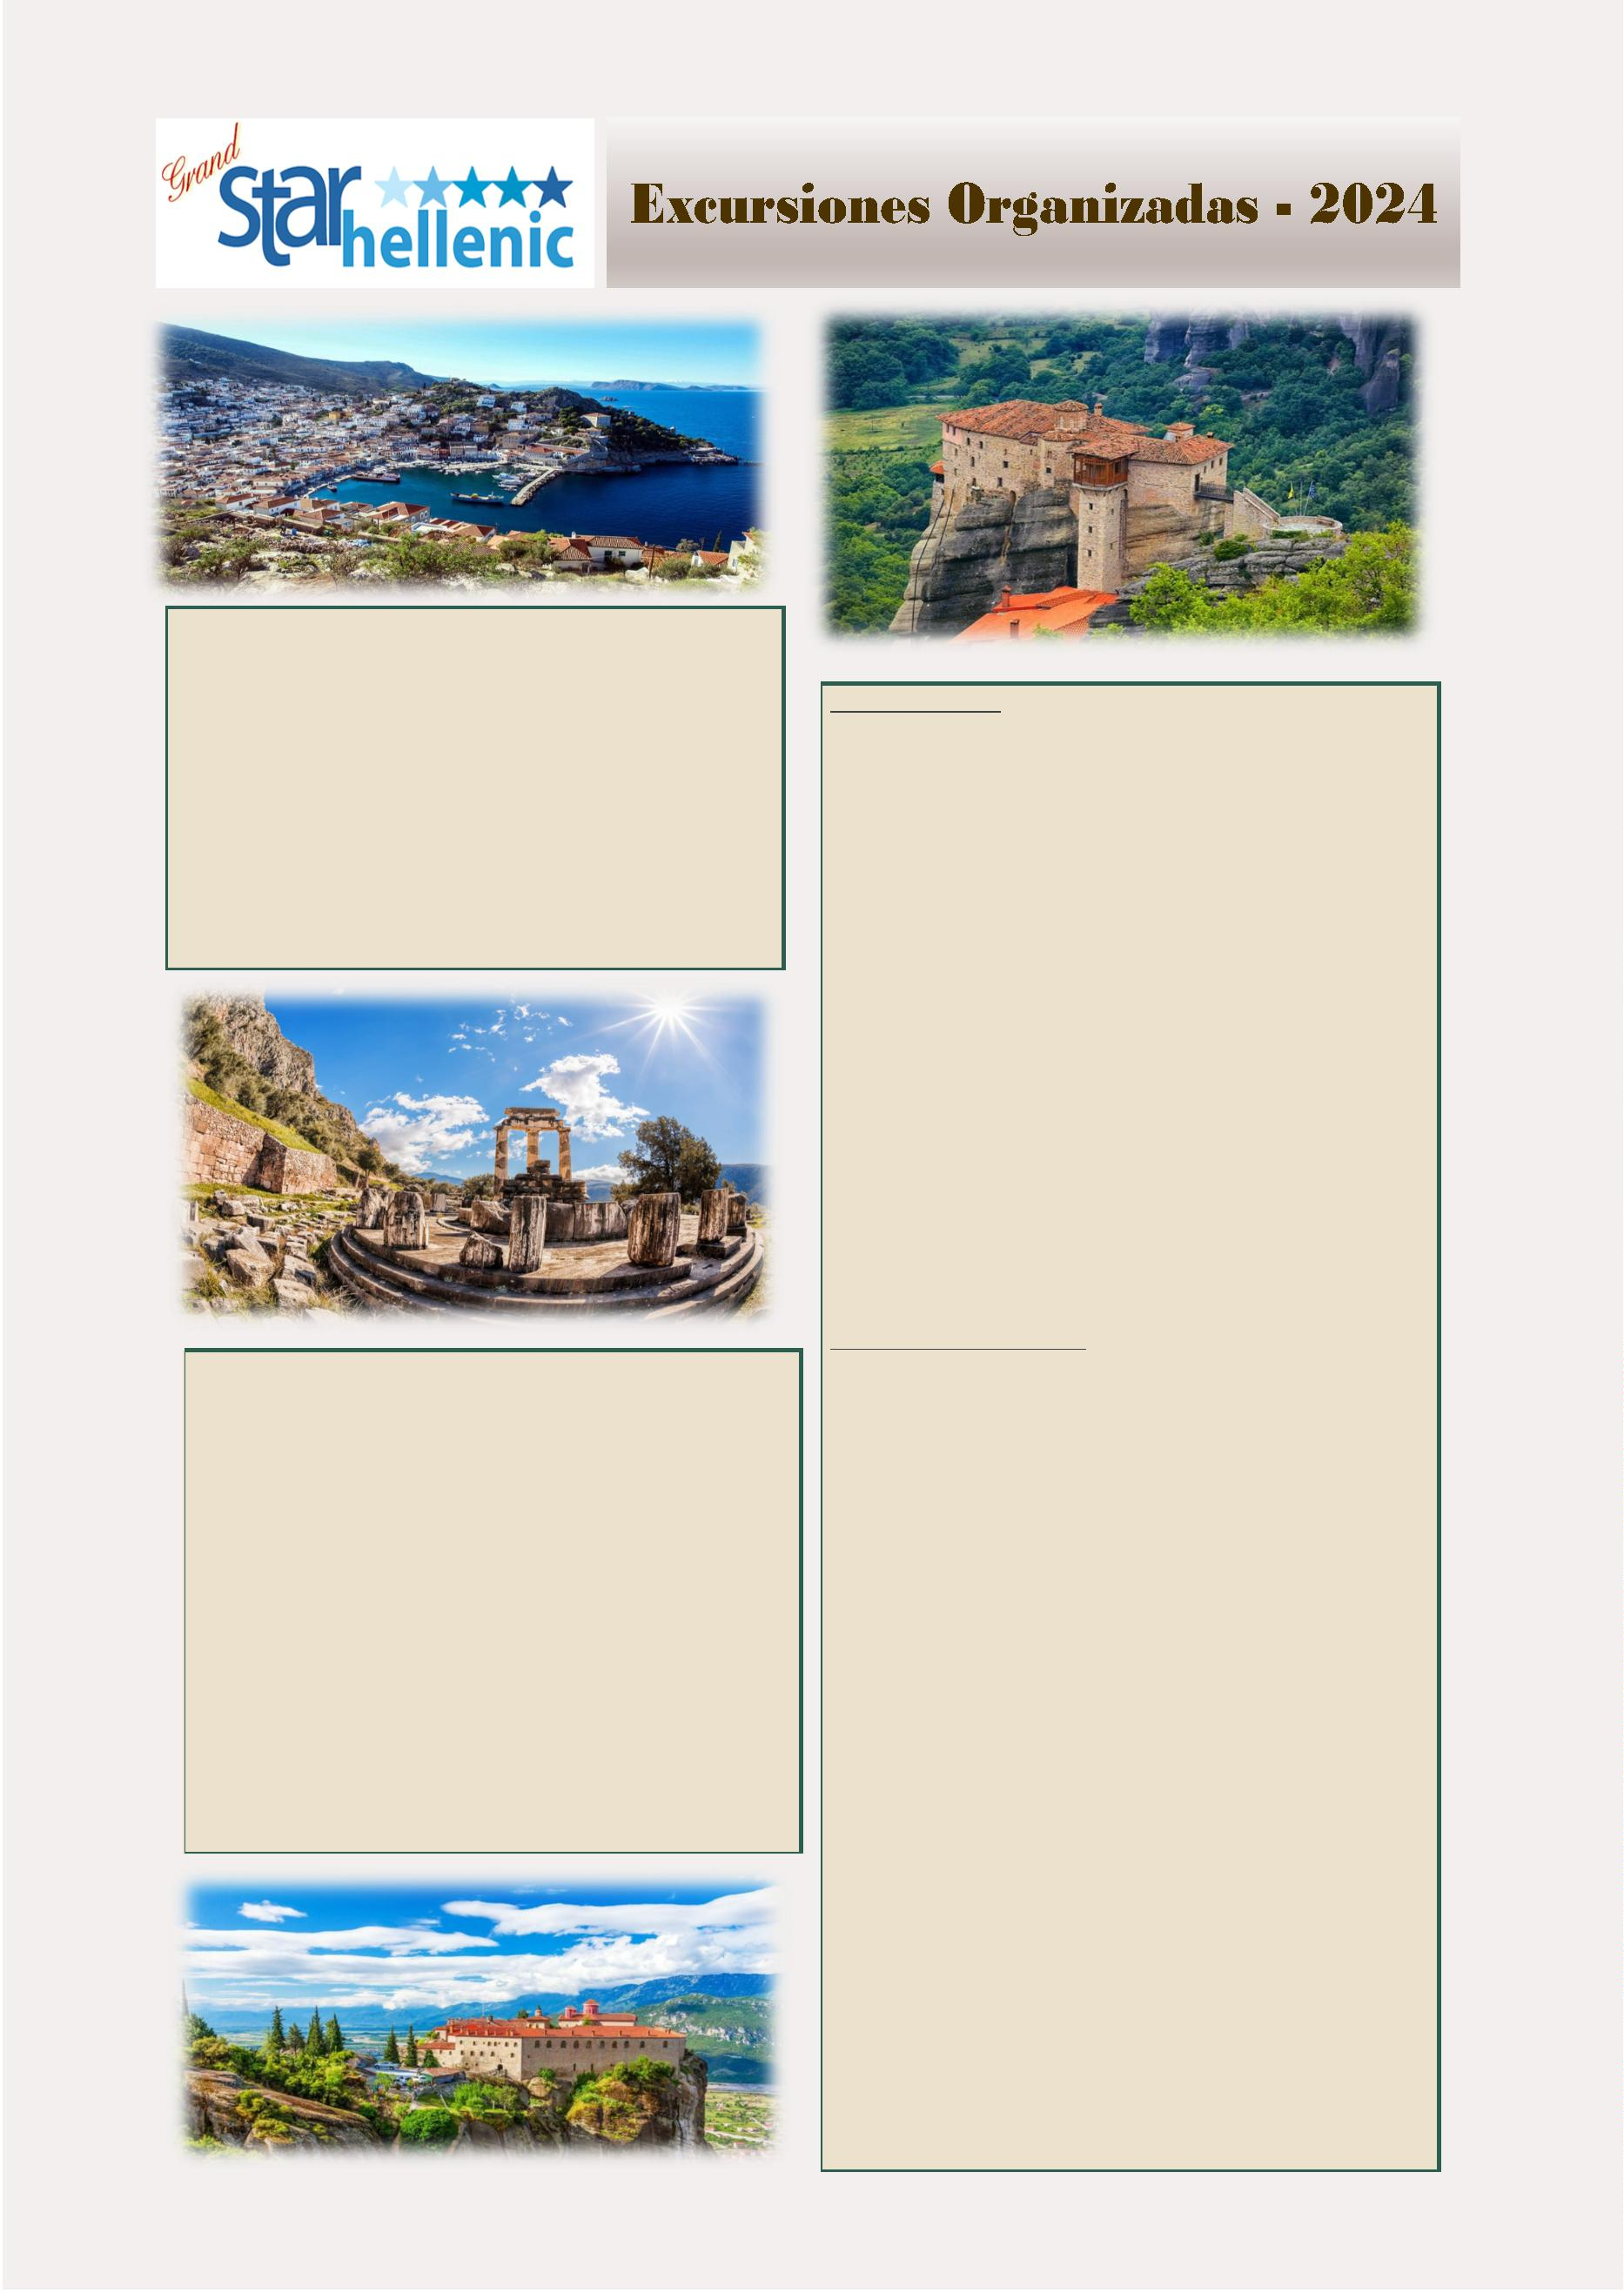 Grand
Star
hellenic
Excursiones Organizadas - 2024